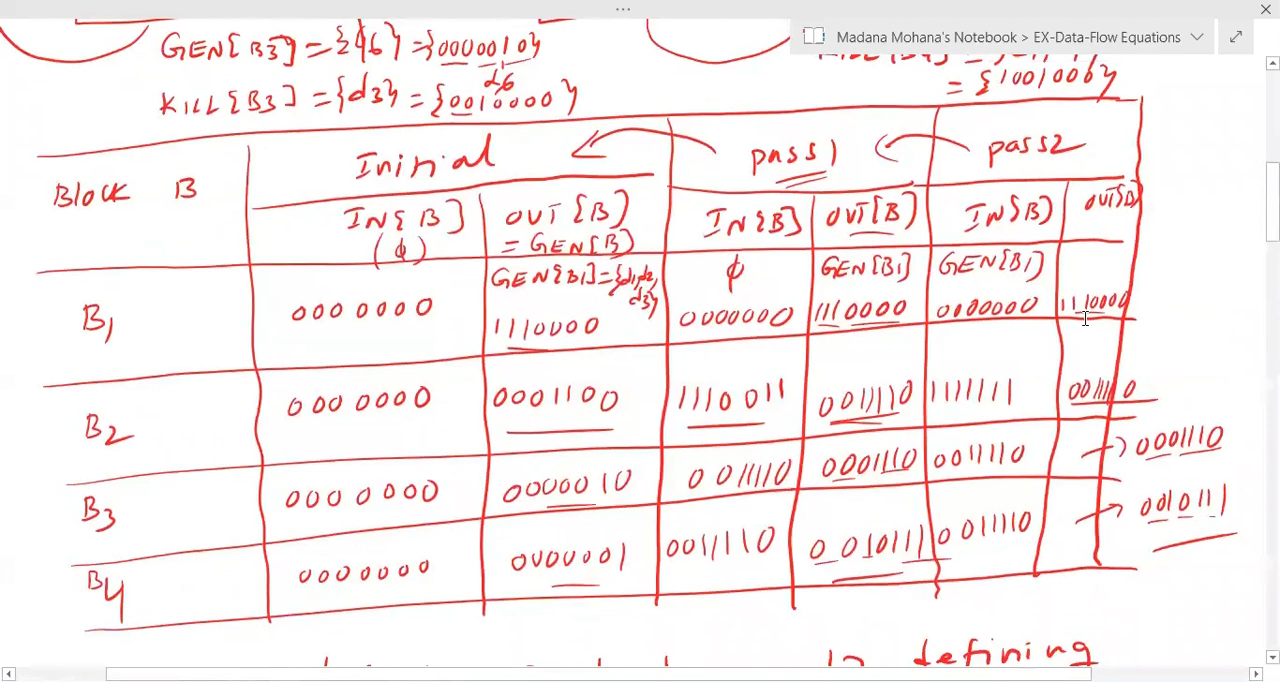 Madana Mohana's Notebook > EX-Data-Flow Equations
GEN[B3] = {d6} = {0000010}
d6
KILL[B3] = {d3} = {0010000}
= {1001000}
Block B
Initial
pass1
pass2
IN[B]
(ϕ)
OUT[B]
= GEN[B]
IN[B]
OUT[B]
IN[B]
OUT[B]
B1
0000000
GEN[B1] = {d1, d2,
d3}
1110000
ϕ
0000000
GEN[B1]
1110000
GEN[B1]
0000000
1110000
B2
0000000
0001100
1110011
0011110
1111111
0011110
B3
0000000
0000010
0011110
0001110
0011110
→ 0001110
B4
0000000
0000001
0011110
0010111
0011110
→ 0010111
defining